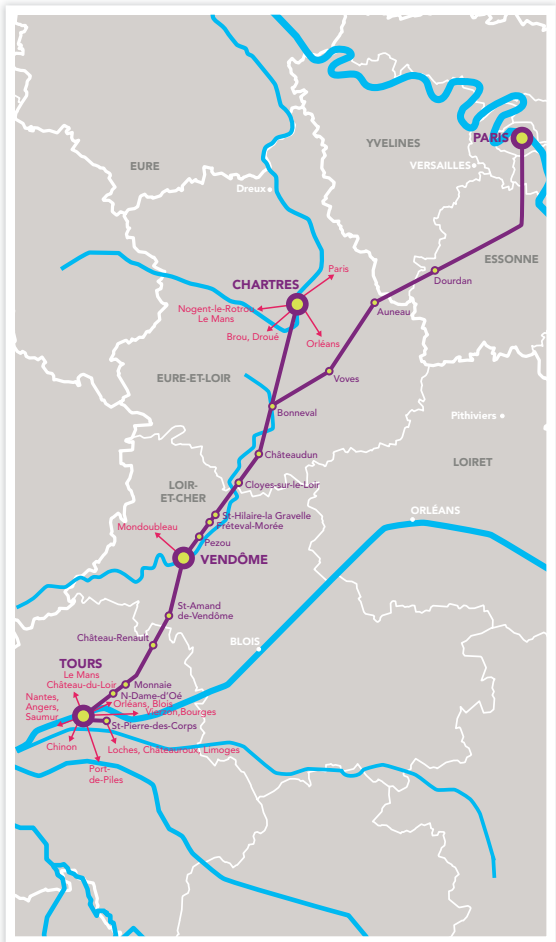 PARIS
YVELINES
VERSAILLES
EURE
Dreux
ESSONNE
Paris
Dourdan
CHARTRES
Nogent-le-Rotrou
Le Mans
Auneau
Brou, Droué
Orléans
EURE-ET-LOIR
Voves
Bonneval
Pithiviers
Châteaudun
LOIRET
LOIR-
ET-CHER
Cloyes-sur-le-Loir
ORLÉANS
St-Hilaire-la Gravelle
Fréteval-Morée
Mondoubleau
Pezou
VENDÔME
St-Amand
de-Vendôme
Château-Renault
BLOIS
TOURS
Le Mans
Château-du-Loir
Monnaie
N-Dame-d'Oé
Nantes,
Angers,
Saumur
Orléans, Blois
Vierzon,Bourges
St-Pierre-des-Corps
Chinon
Loches, Châteauroux, Limoges
Port-
de-Piles